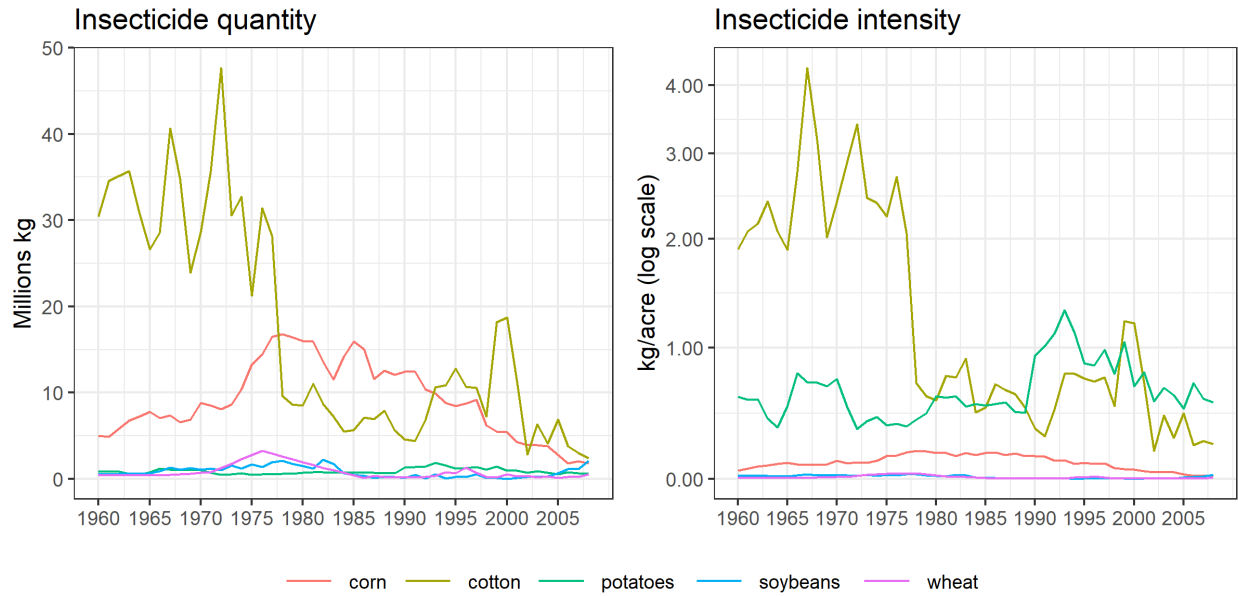 Insecticide quantity
Insecticide intensity
Millions kg
50
40
30
20
10
0
1960 1965 1970 1975 1980 1985 1990 1995 2000 2005
kg/acre (log scale)
4.00
3.00
2.00
1.00
0.00
1960 1965 1970 1975 1980 1985 1990 1995 2000 2005
corn cotton potatoes soybeans wheat